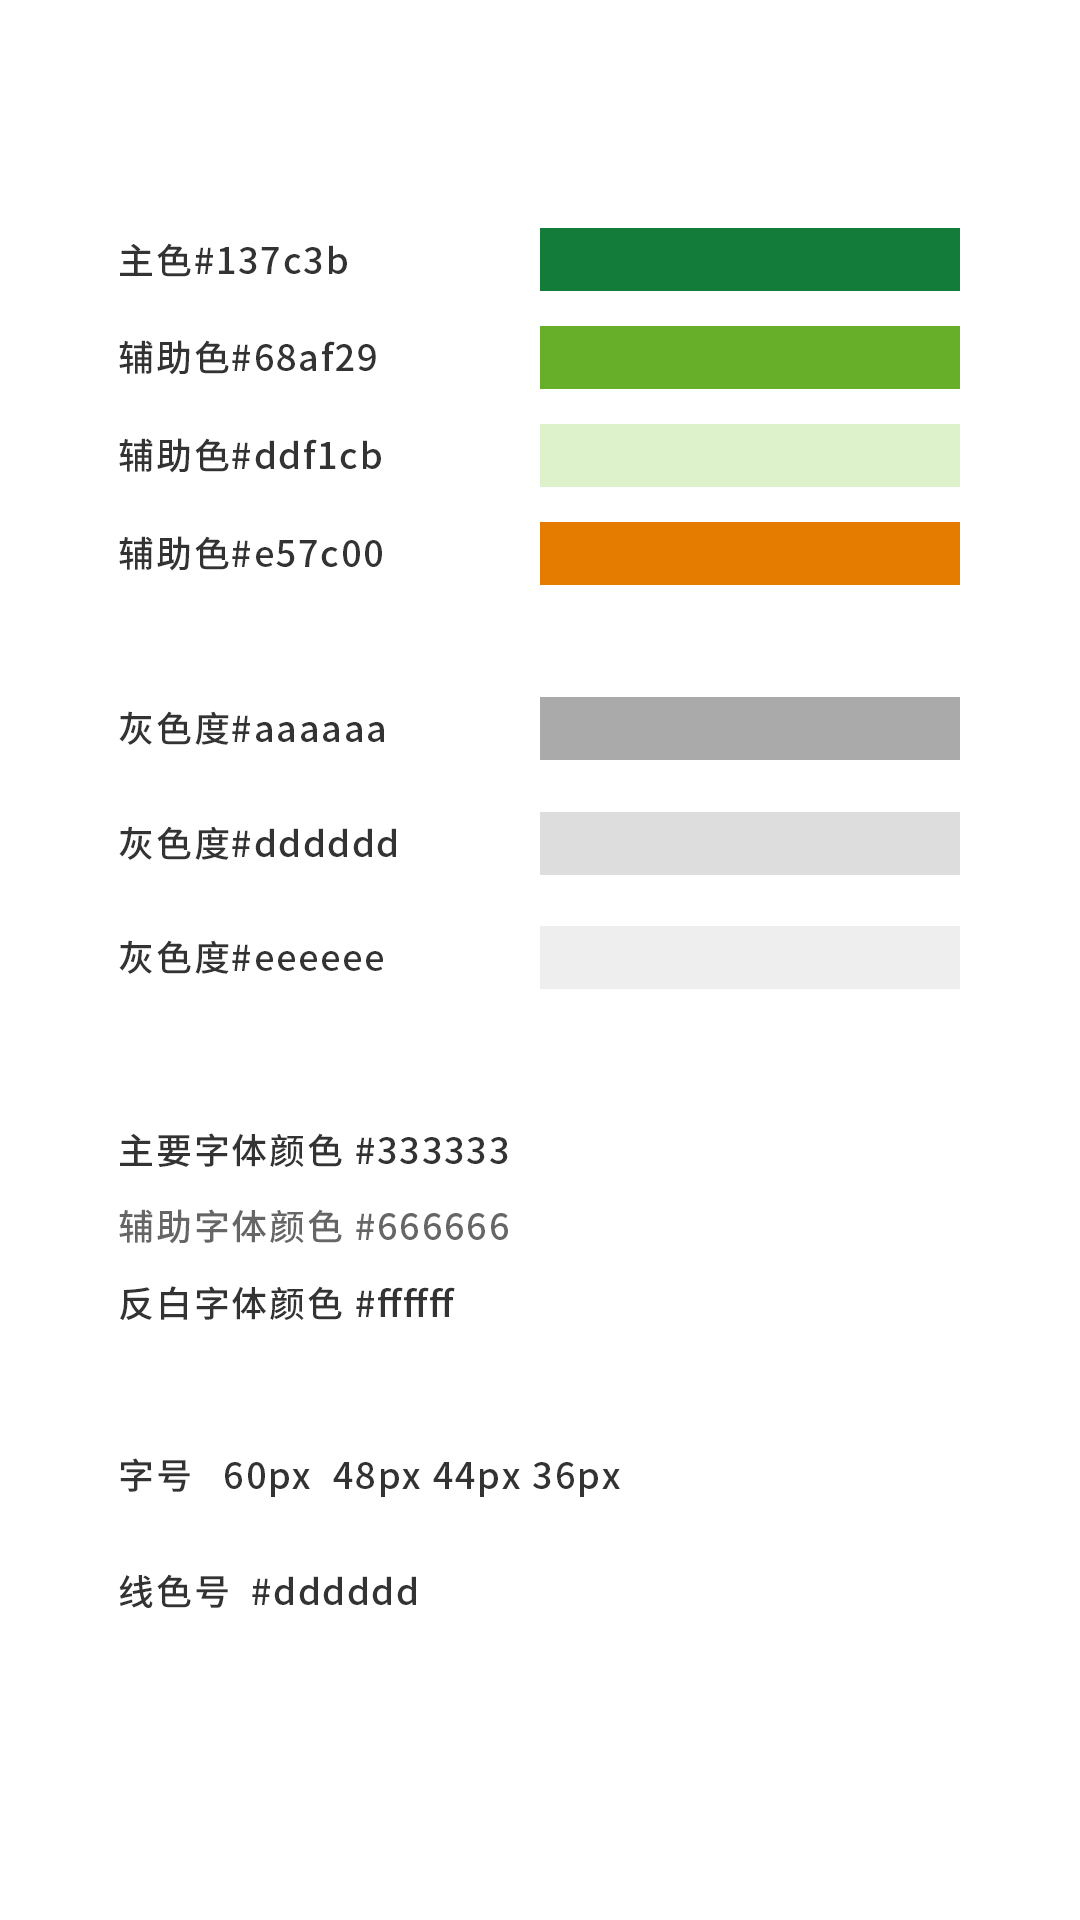 主色#137c3b
辅助色#68af29
辅助色#ddf1cb
辅助色#e57c00
灰色度#aaaaaa
灰色度#dddddd
灰色度#eeeeee
主要字体颜色 #333333
辅助字体颜色 #666666
反白字体颜色 #ffffff
字号 60px 48px 44px 36px
线色号 #dddddd